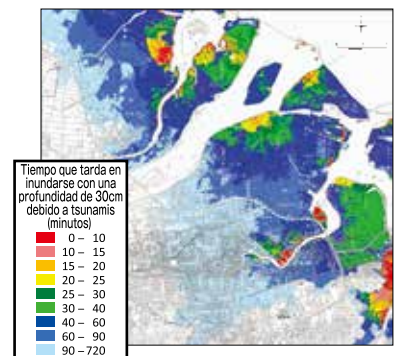 Tiempo que tarda en
inundarse con una
profundidad de 30cm
debido a tsunamis
(minutos)
0 – 10
10 – 15
15 – 20
20 – 25
25 – 30
30 – 40
40 – 60
60 – 90
90 – 720